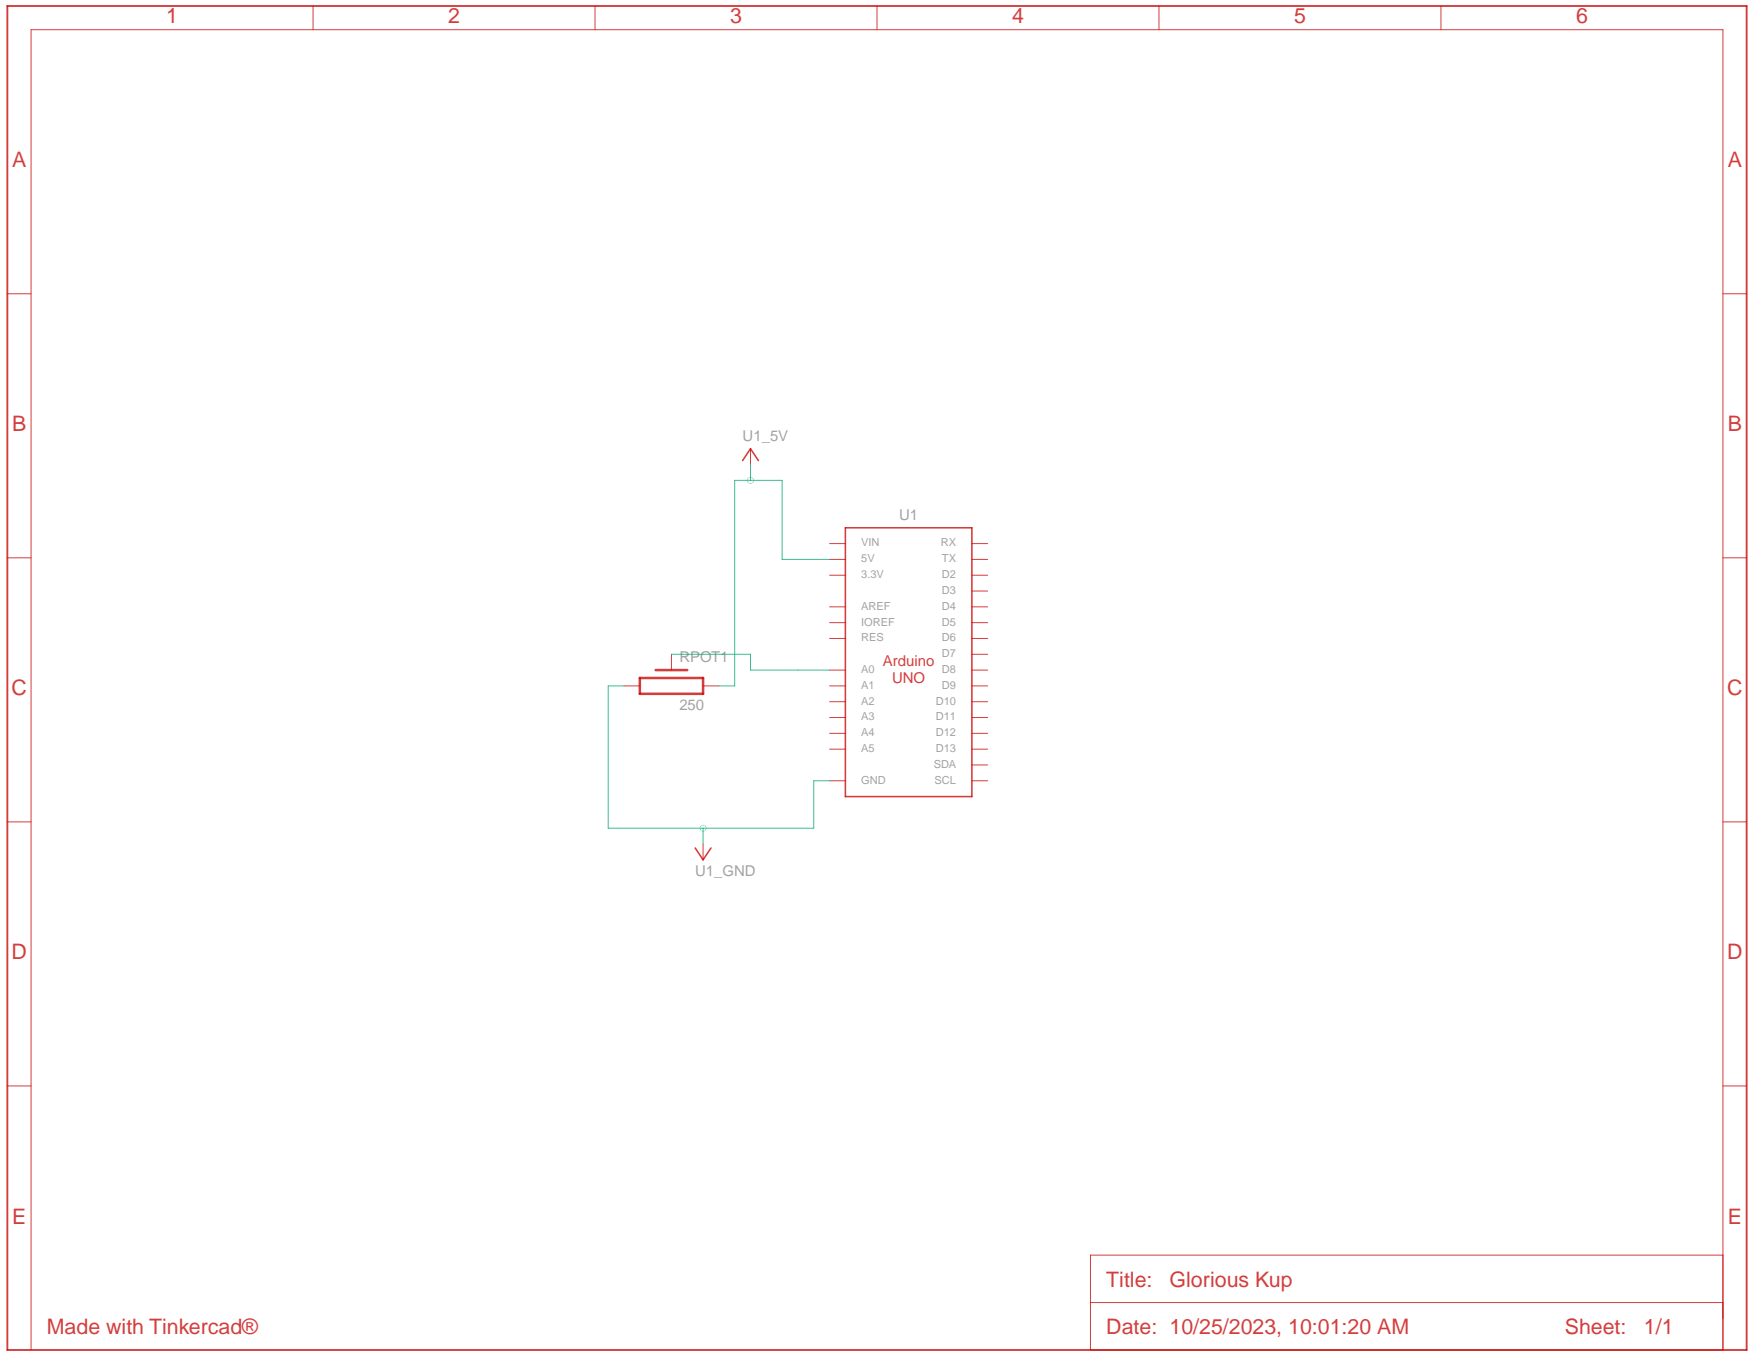 1 2 3 4 5 6
A A
B B
U1_5V
U1
VIN RX
5V TX
3.3V D2
D3
AREF D4
IOREF D5
RES D6
RPOT1 D7
A0 Arduino D8
C A1 UNO D9 C
250 A2 D10
A3 D11
A4 D12
A5 D13
SDA
GND SCL
U1_GND
D D
E E
Title: Glorious Kup
Made with Tinkercad® Date: 10/25/2023, 10:01:20 AM Sheet: 1/1